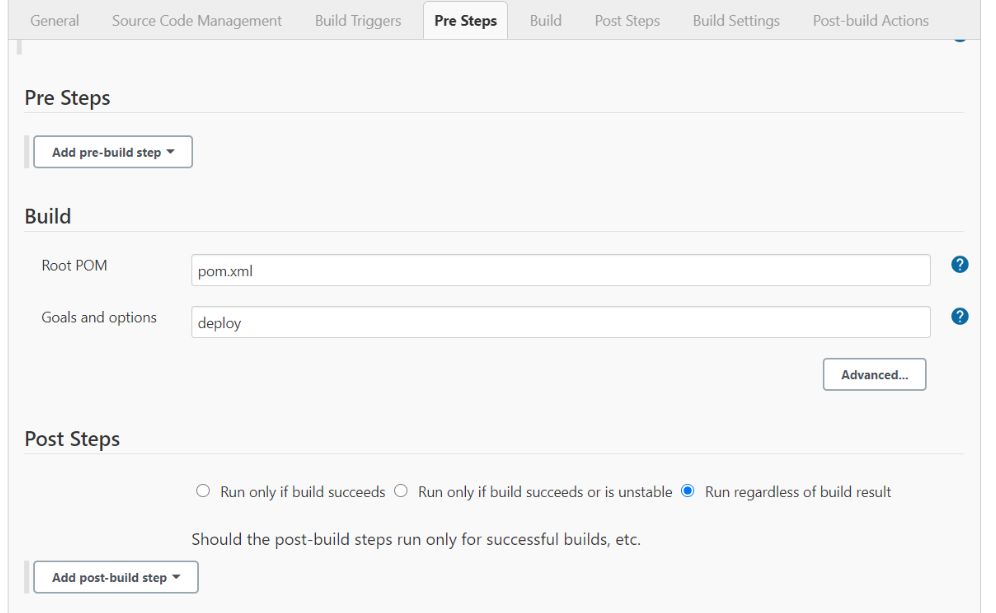 General Source Code Management Build Triggers Pre Steps Build Post Steps Build Settings Post-build Actions
Pre Steps
Add pre-build step
Build
Root POM pom.xml ?
Goals and options deploy ?
Advanced...
Post Steps
Run only if build succeeds Run only if build succeeds or is unstable Run regardless of build result
Should the post-build steps run only for successful builds, etc.
Add post-build step